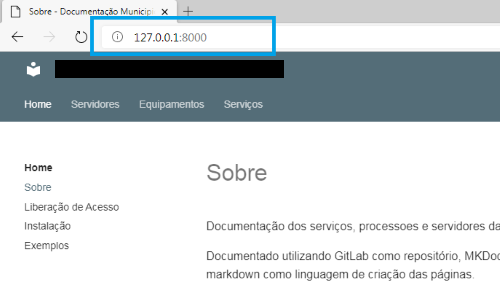 Sobre - Documentação Municip
127.0.0.1:8000
Home Servidores Equipamentos Serviços
Home
Sobre
Liberação de Acesso
Instalação
Exemplos
Sobre
Documentação dos serviços, processoes e servidores da
Documentado utilizando GitLab como repositório, MKDoc
markdown como linguagem de criação das páginas.